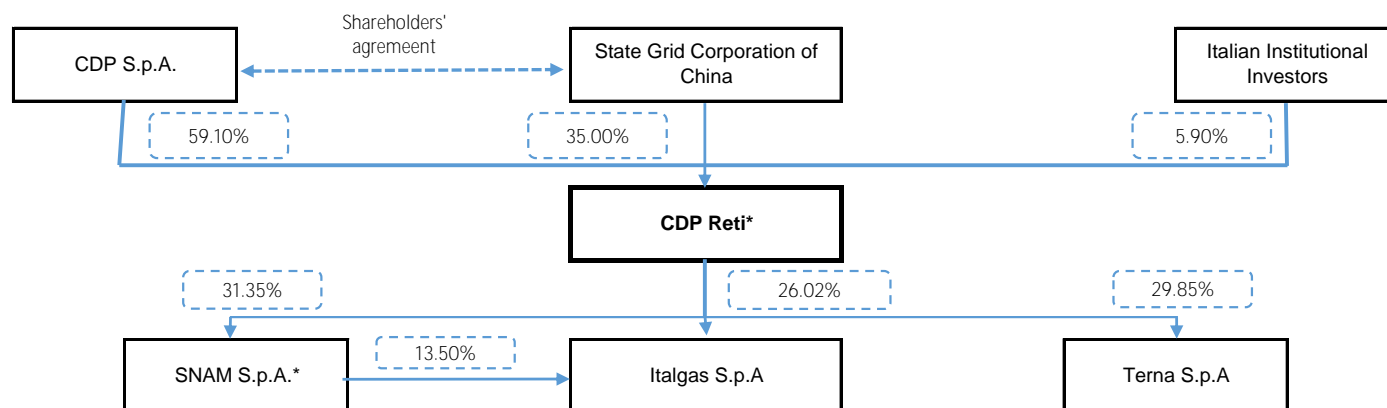 Shareholders'
agremeent
CDP S.p.A.
State Grid Corporation of
China
Italian Institutional
Investors
59.10%
35.00%
5.90%
CDP Reti*
31.35%
26.02%
29.85%
13.50%
SNAM S.p.A.*
Italgas S.p.A
Terna S.p.A